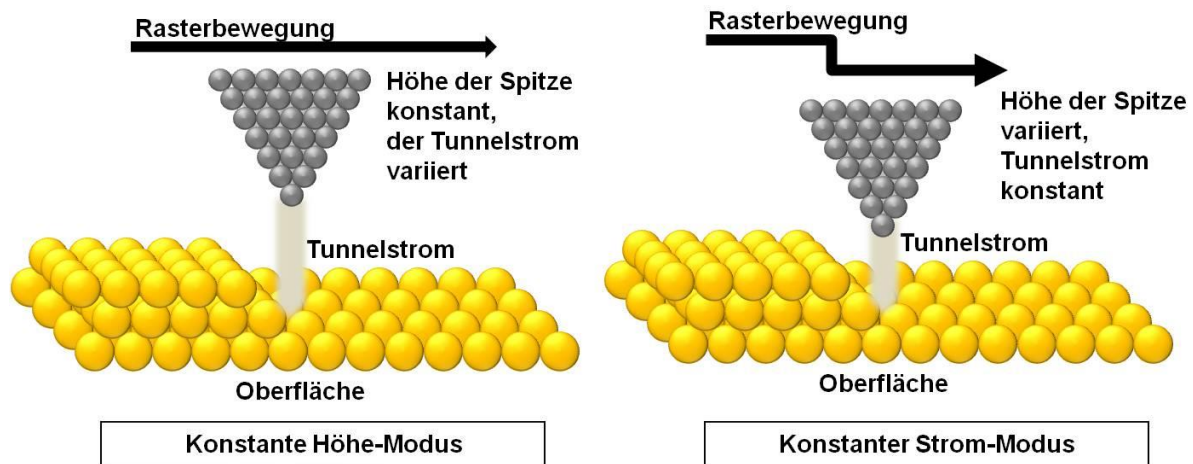 Rasterbewegung
Höhe der Spitze
konstant,
der Tunnelstrom
variiert
Tunnelstrom
Oberfläche
Konstante Höhe-Modus
Rasterbewegung
Höhe der Spitze
variiert,
Tunnelstrom
konstant
Tunnelstrom
Oberfläche
Konstanter Strom-Modus